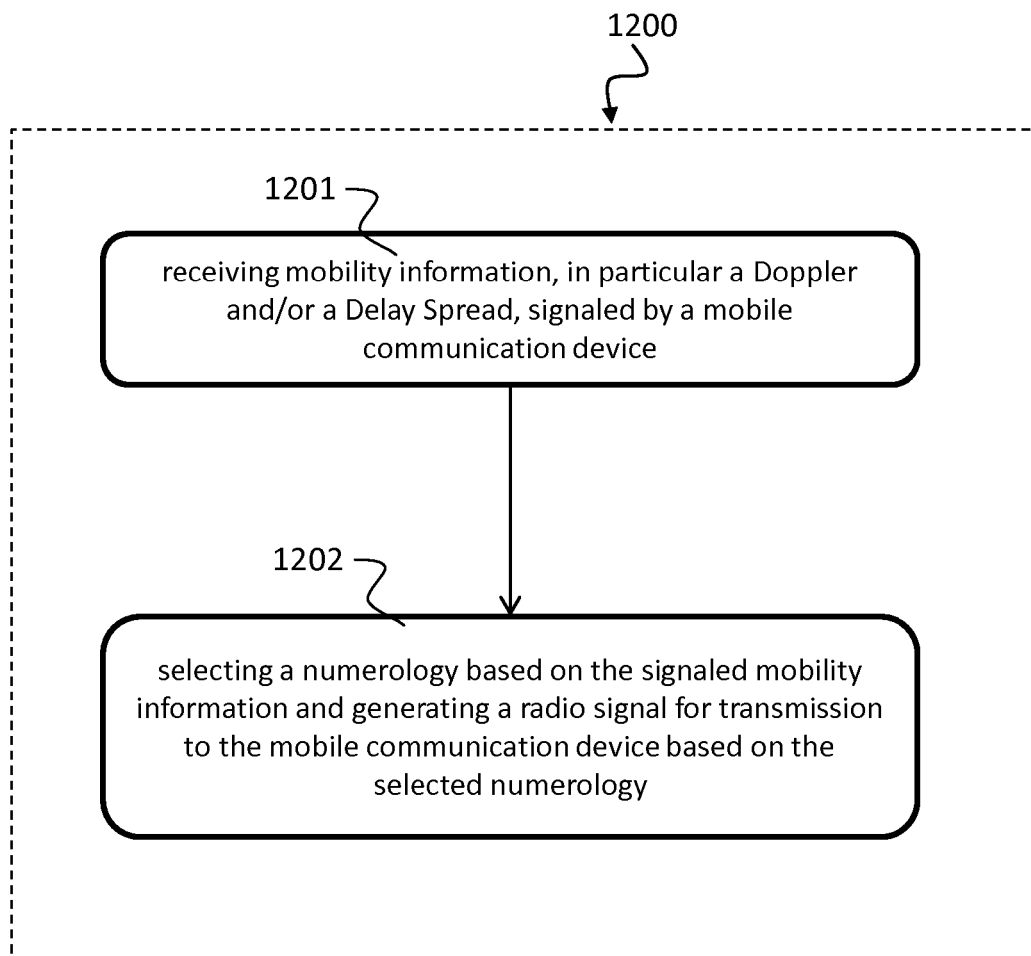 1200
1201
receiving mobility information, in particular a Doppler
and/or a Delay Spread, signaled by a mobile
communication device
1202
selecting a numerology based on the signaled mobility
information and generating a radio signal for transmission
to the mobile communication device based on the
selected numerology